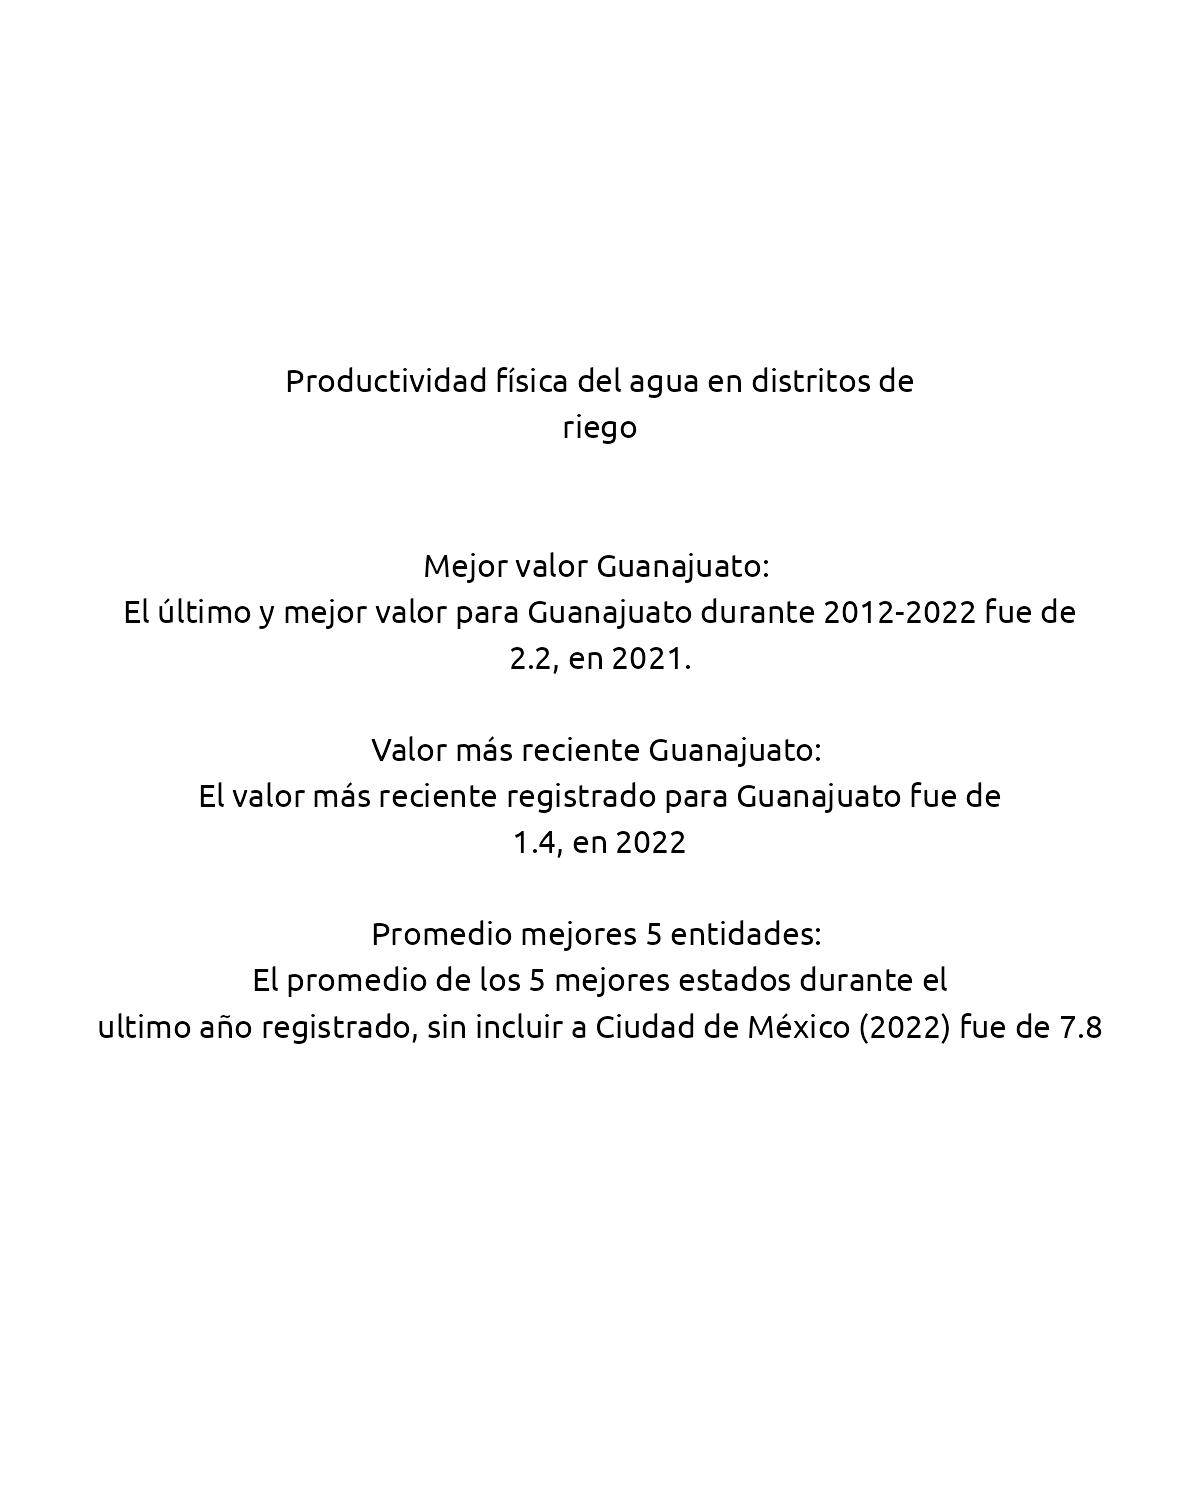 Productividad física del agua en distritos de
riego
Mejor valor Guanajuato:
El último y mejor valor para Guanajuato durante 2012-2022 fue de
2.2, en 2021.
Valor más reciente Guanajuato:
El valor más reciente registrado para Guanajuato fue de
1.4, en 2022
Promedio mejores 5 entidades:
El promedio de los 5 mejores estados durante el
ultimo año registrado, sin incluir a Ciudad de México (2022) fue de 7.8